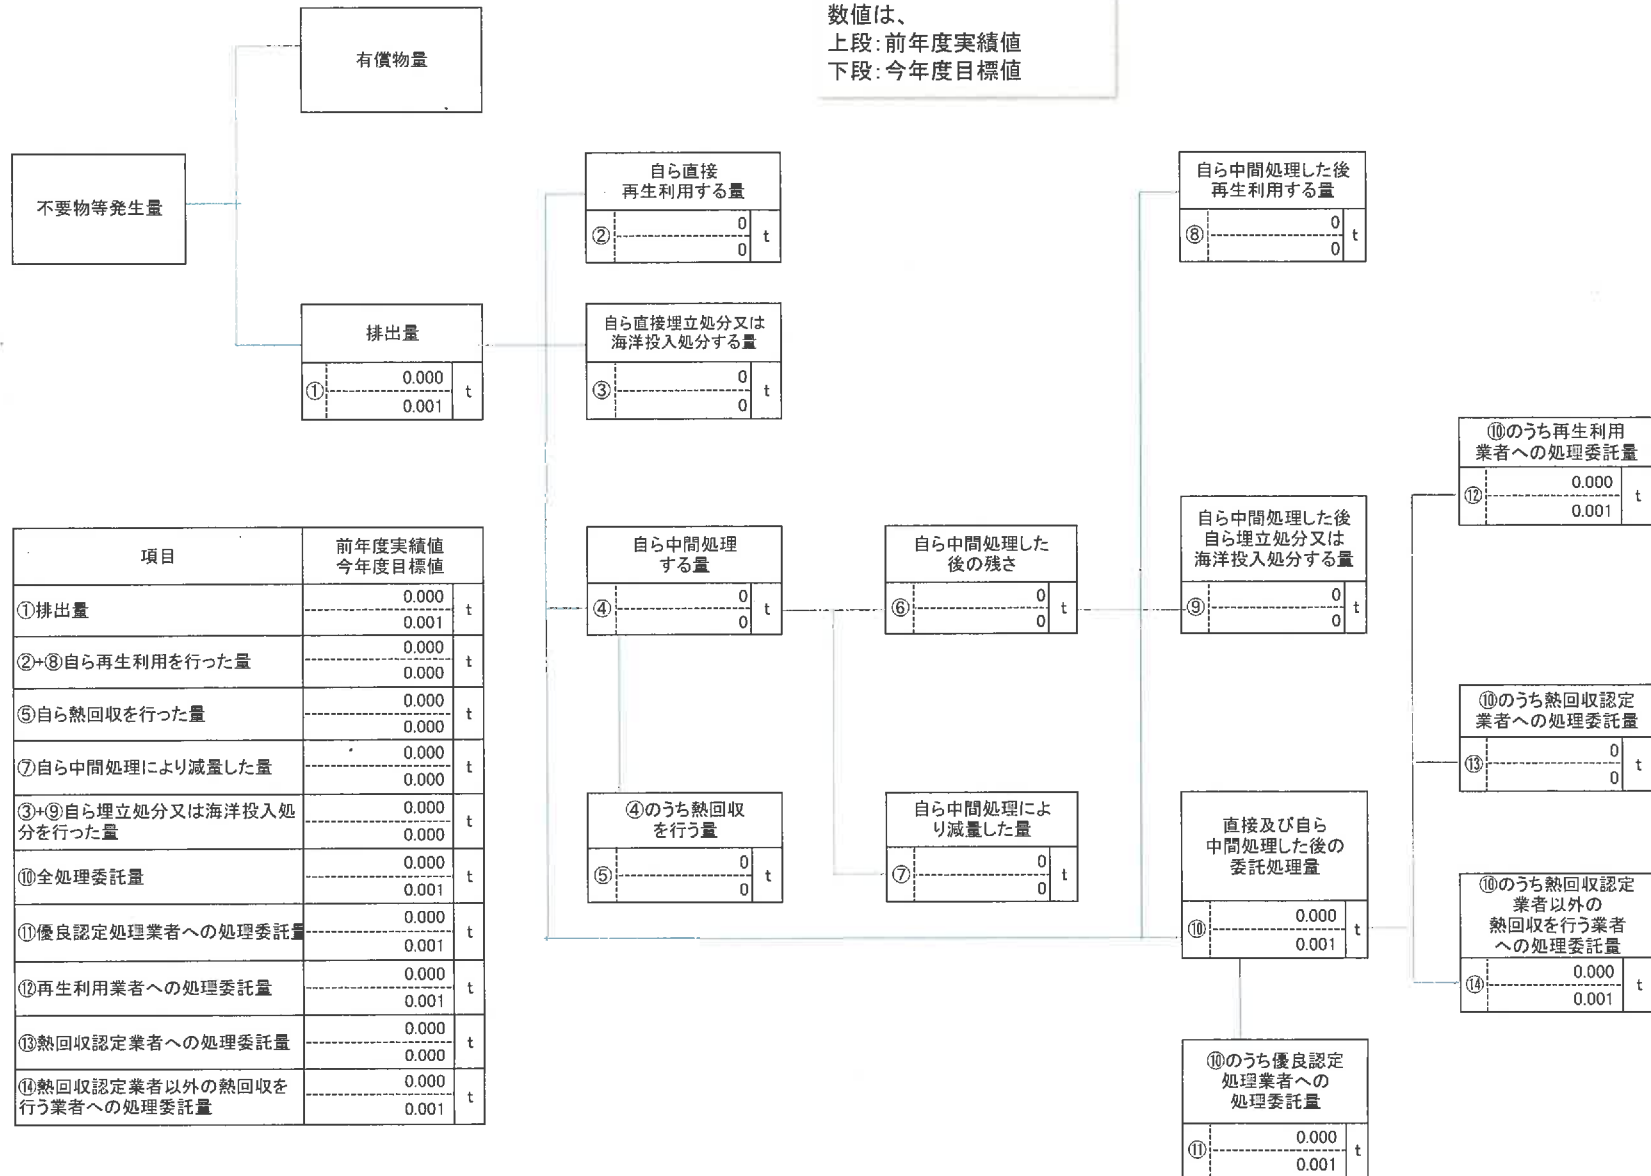 数値は、
上段:前年度実績値
下段:今年度目標値
有償物量
不要物等発生量
排出量
① 0.000 t
0.001
自ら直接
再生利用する量
② 0 t
0
自ら直接埋立処分又は
海洋投入処分する量
③ 0 t
0
自ら中間処理
する量
④ 0 t
0
④のうち熱回収
を行う量
⑤ 0 t
0
自ら中間処理した
後の残さ
⑥ 0 t
0
自ら中間処理によ
り減量した量
⑦ 0 t
0
自ら中間処理した後
再生利用する量
⑧ 0 t
0
自ら中間処理した後
自ら埋立処分又は
海洋投入処分する量
⑨ 0 t
0
直接及び自ら
中間処理した後の
委託処理量
⑩ 0.000 t
0.001
⑩のうち優良認定
処理業者への
処理委託量
⑪ 0.000 t
0.001
⑩のうち再生利用
業者への処理委託量
⑫ 0.000 t
0.001
⑩のうち熱回収認定
業者への処理委託量
⑬ 0 t
0
⑩のうち熱回収認定
業者以外の
熱回収を行う業者
への処理委託量
⑭ 0.000 t
0.001
項目 前年度実績値
今年度目標値
①排出量 0.000 t
0.001
②+⑧自ら再生利用を行った量 0.000 t
0.000
⑤自ら熱回収を行った量 0.000 t
0.000
⑦自ら中間処理により減量した量 0.000 t
0.000
③+⑨自ら埋立処分又は海洋投入処 0.000 t
分を行った量 0.000
⑩全処理委託量 0.000 t
0.001
⑪優良認定処理業者への処理委託量 0.000 t
0.001
⑫再生利用業者への処理委託量 0.000 t
0.001
⑬熱回収認定業者への処理委託量 0.000 t
0.000
⑭熱回収認定業者以外の熱回収を 0.000 t
行う業者への処理委託量 0.001